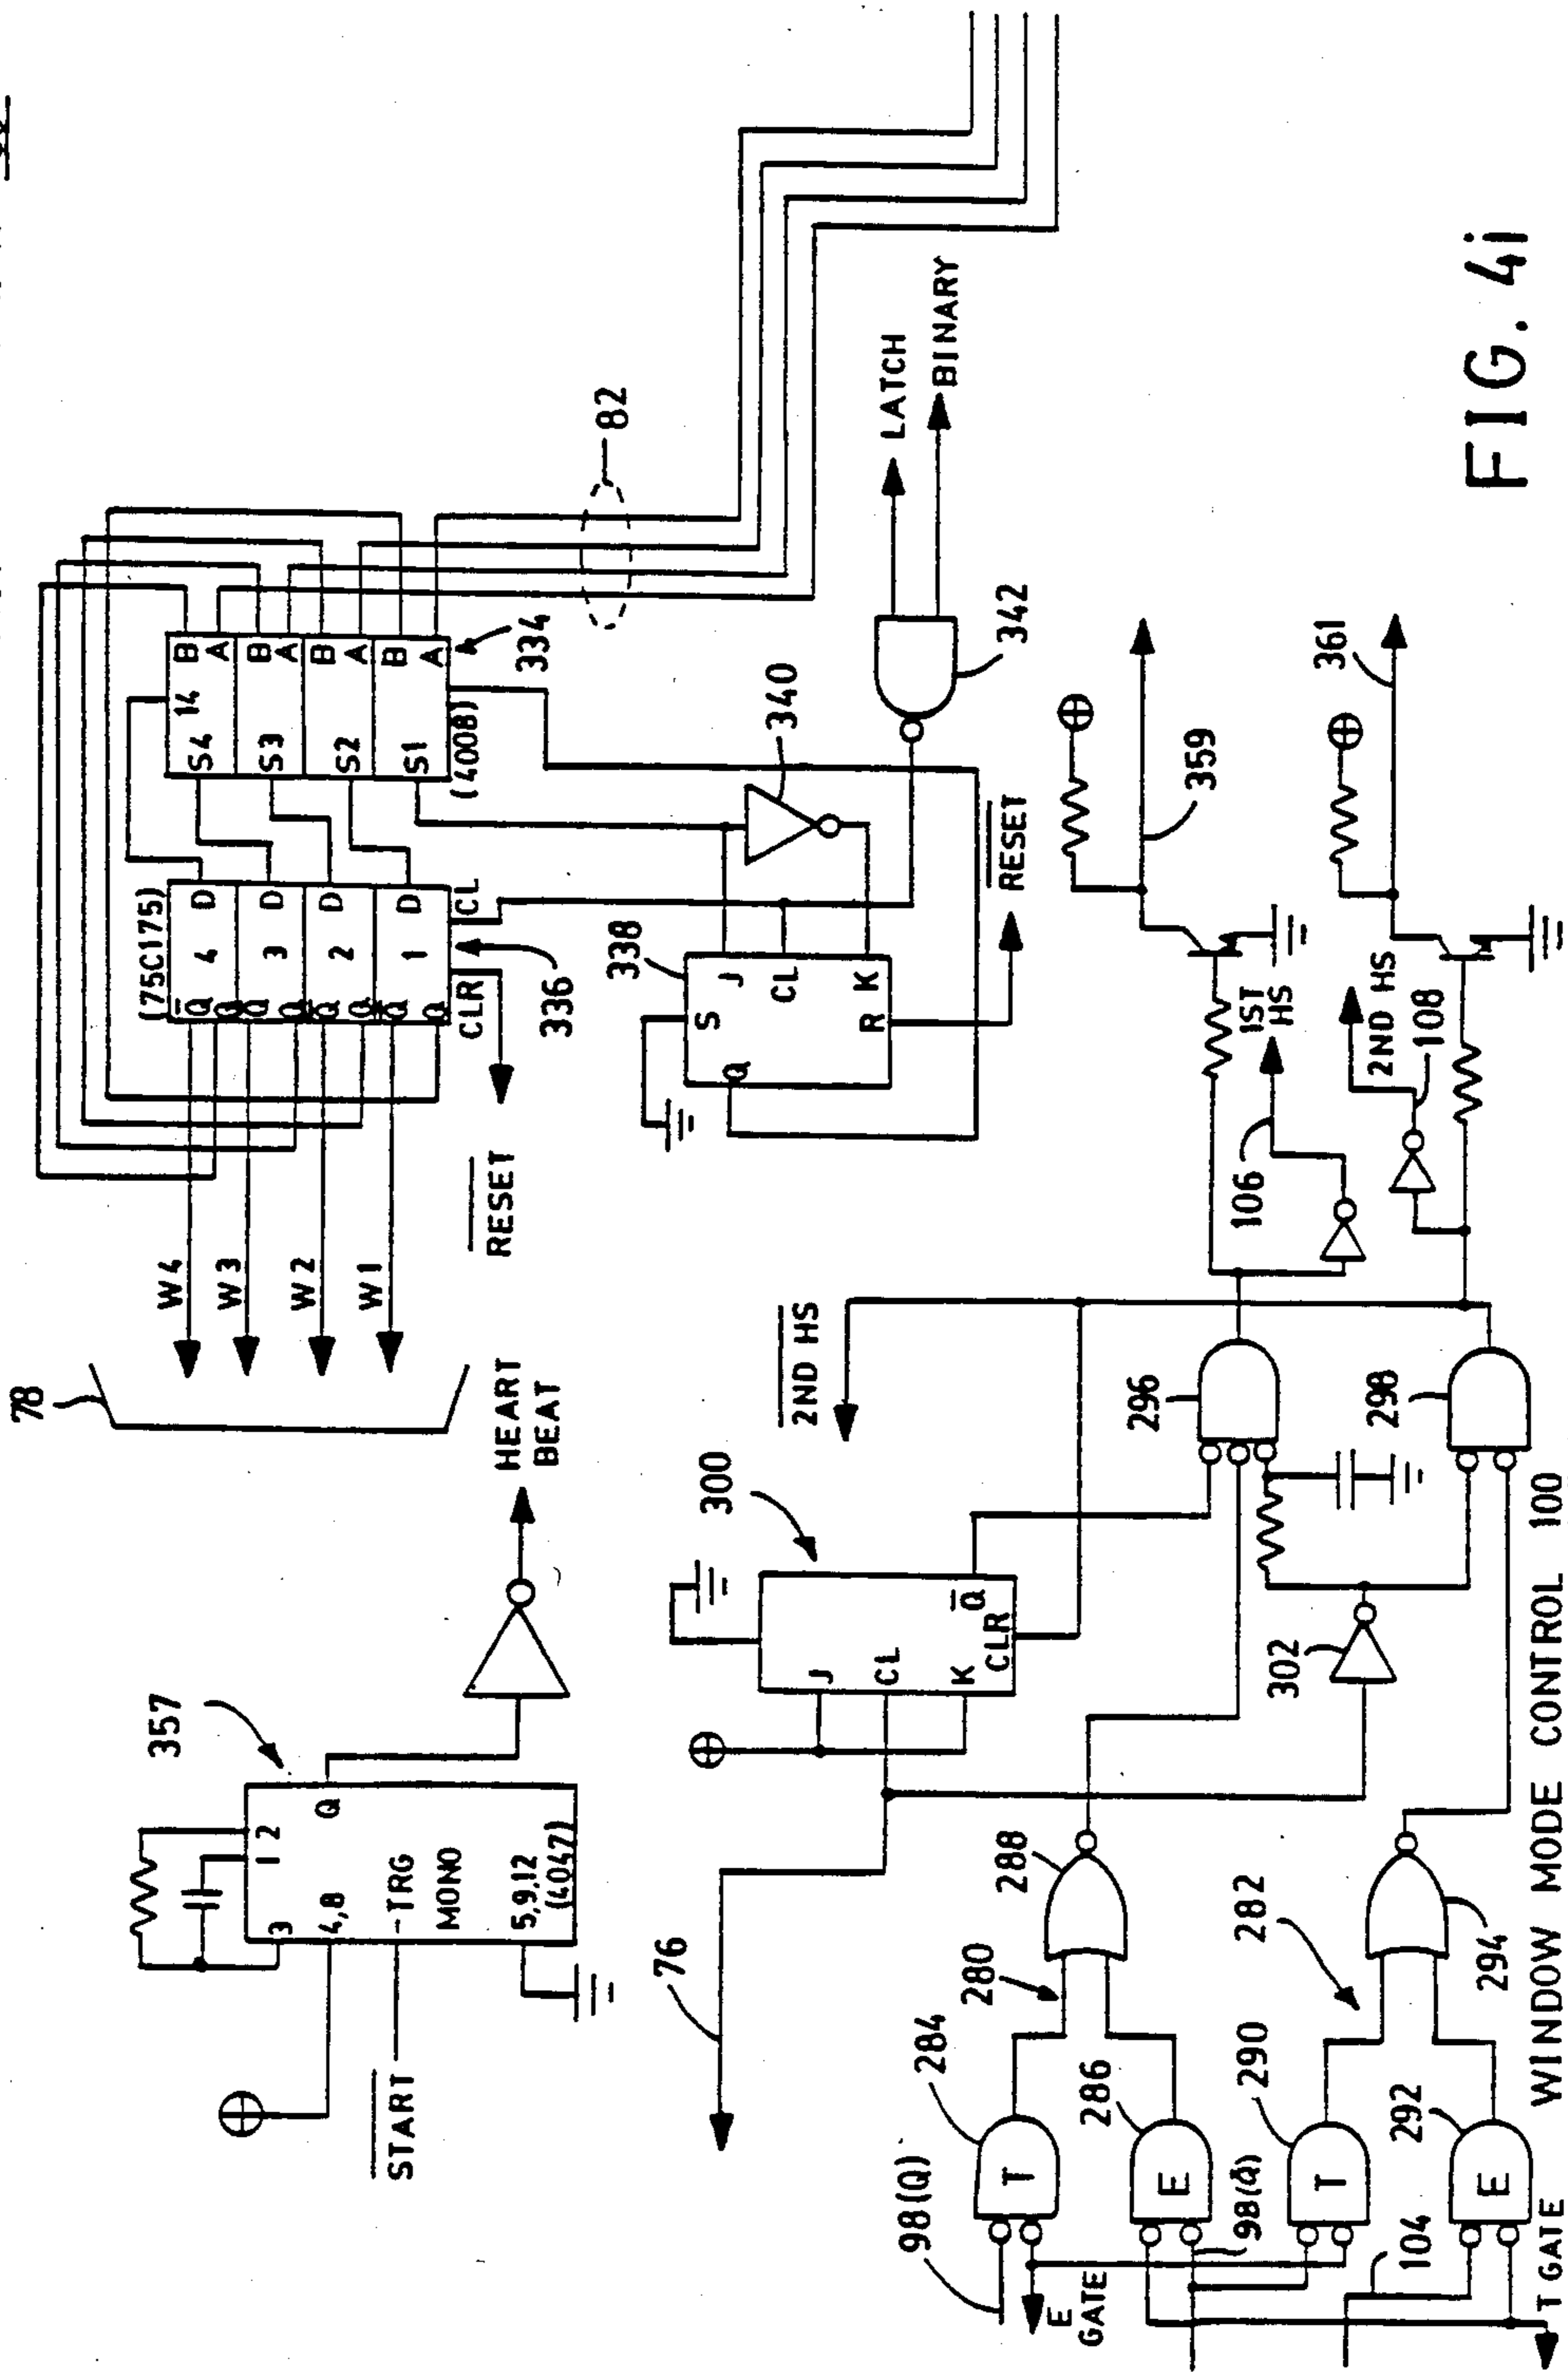 78
W4
W3
W2
W1
RESET
(75C175)
Q̅ 4 D
Q
Q̅ 3 D
Q
Q̅ 2 D
Q
Q̅ 1 D
Q
CLR
CL
336
14 B
S4 A
B
S3 A
B
S2 A
B
S1 A
(4008)
334
82
357
1 2
3
Q
4,8
-TRG
MONO
5,9,12
(4047)
START
HEART
BEAT
338
S
J
Q
CL
K
R
RESET
340
342
LATCH
BINARY
76
300
J
CL
K
Q̅
CLR
2ND HS
98(Q)
284
T
E
GATE
286
E
98(Q̅)
280
288
290
T
104
292
E
T GATE
282
294
302
296
298
106
1ST
HS
359
2ND HS
108
361
WINDOW MODE CONTROL 100
FIG. 4i